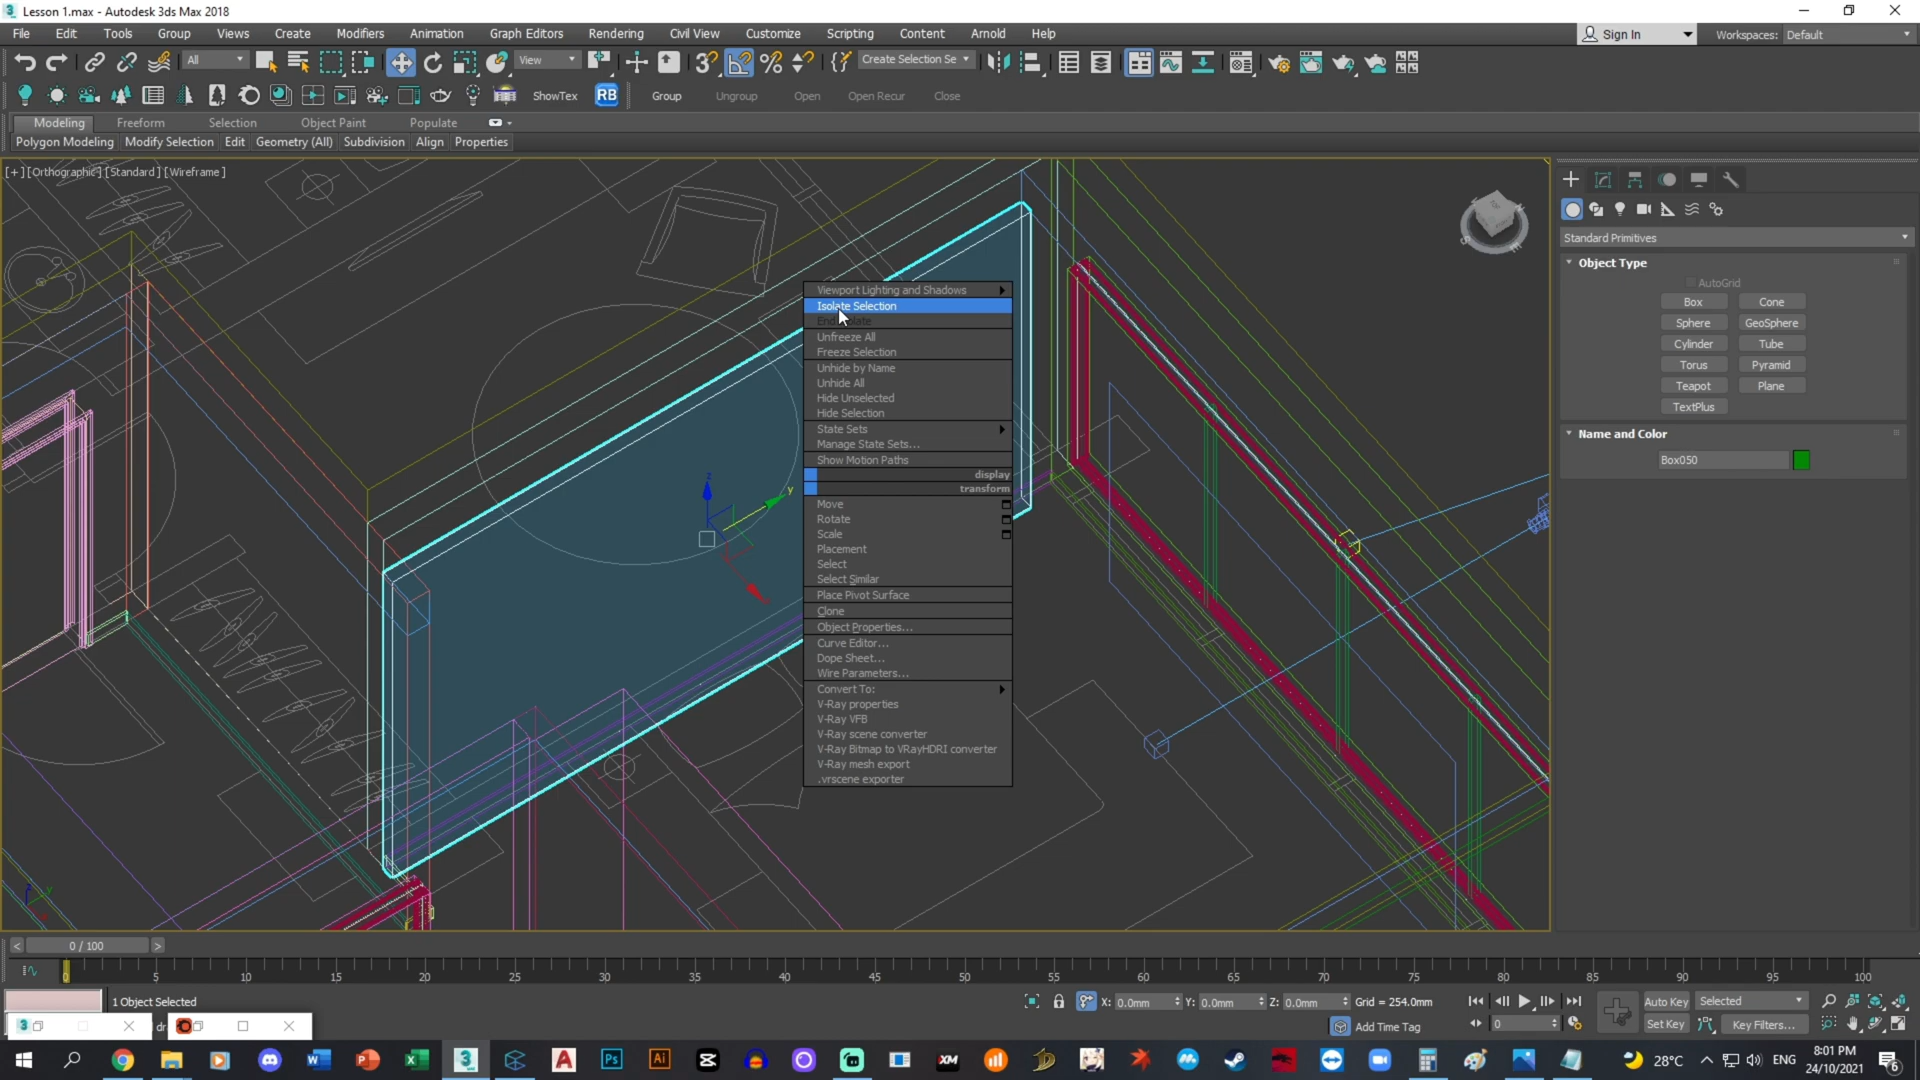 Lesson 1.max - Autodesk 3ds Max 2018
File Edit Tools Group Views Create Modifiers Animation Graph Editors Rendering Civil View Customize Scripting Content Arnold Help
Sign In Workspaces: Default
All View Create Selection Se
ShowTex RB Group Ungroup Open Open Recur Close
Modeling Freeform Selection Object Paint Populate
Polygon Modeling Modify Selection Edit Geometry (All) Subdivision Align Properties
[+] [Orthographic] [Standard] [Wireframe]
Viewport Lighting and Shadows
Isolate Selection
Unfreeze All
Freeze Selection
Unhide by Name
Unhide All
Hide Unselected
Hide Selection
State Sets
Manage State Sets...
Show Motion Paths
display
transform
Move
Rotate
Scale
Placement
Select
Select Similar
Place Pivot Surface
Clone
Object Properties...
Curve Editor...
Dope Sheet...
Wire Parameters...
Convert To:
V-Ray properties
V-Ray VFB
V-Ray scene converter
V-Ray Bitmap to VRayHDRI converter
V-Ray mesh export
.vrscene exporter
z
y
Standard Primitives
Object Type
AutoGrid
Box Cone
Sphere GeoSphere
Cylinder Tube
Torus Pyramid
Teapot Plane
TextPlus
Name and Color
Box050
< 0 / 100 >
0 5 10 15 20 25 30 35 40 45 50 55 60 65 70 75 80 85 90 95 100
1 Object Selected
X: 0.0mm Y: 0.0mm Z: 0.0mm Grid = 254.0mm
Add Time Tag
Auto Key Selected
0 Set Key Key Filters...
28°C ENG
8:01 PM
24/10/2021
6